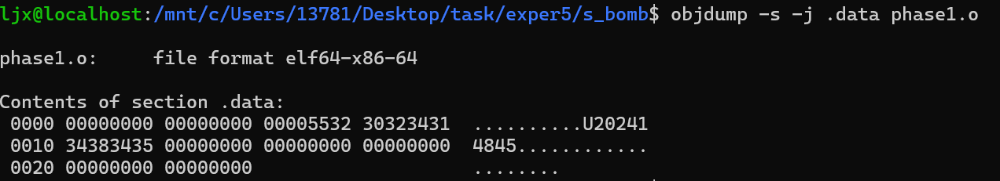 ljx@localhost:/mnt/c/Users/13781/Desktop/task/exper5/s_bomb$ objdump -s -j .data phase1.o
phase1.o:     file format elf64-x86-64
Contents of section .data:
 0000 00000000 00000000 00005532 30323431  ..........U20241
 0010 34383435 00000000 00000000 00000000  4845............
 0020 00000000 00000000                    ........